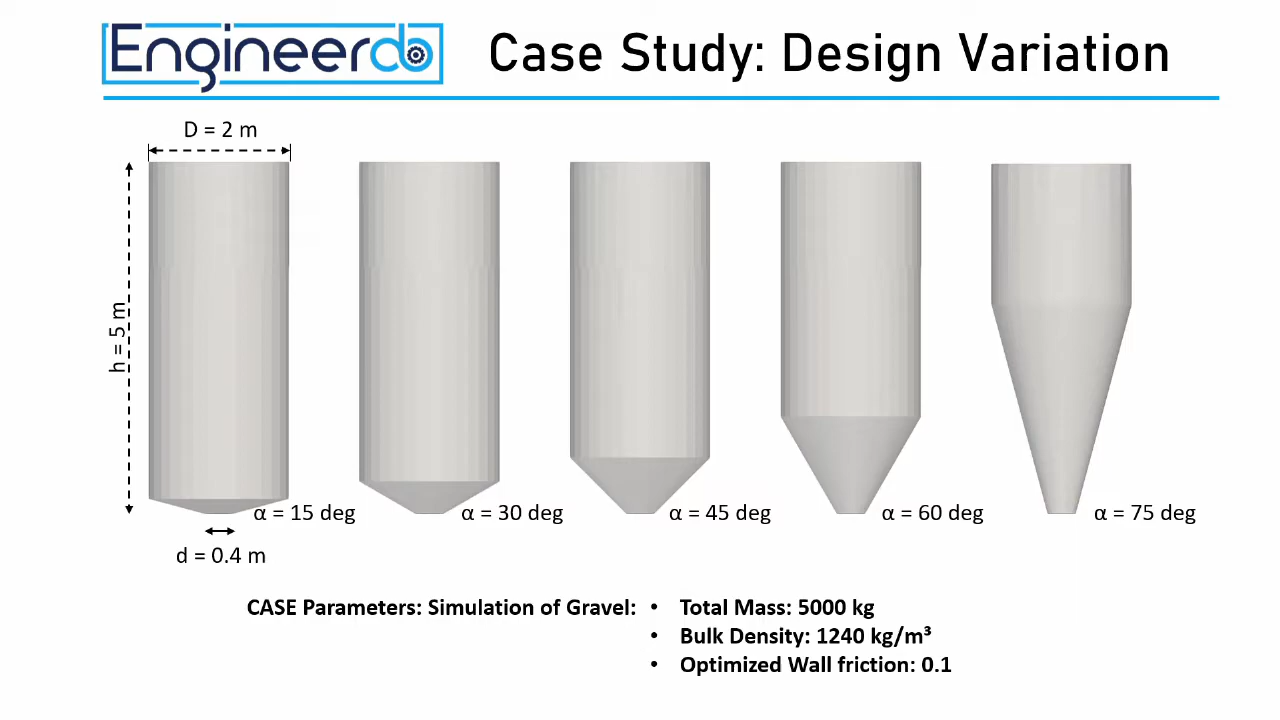 Engineerdo
Case Study: Design Variation
D = 2 m
h = 5 m
α = 15 deg
α = 30 deg
α = 45 deg
α = 60 deg
α = 75 deg
d = 0.4 m
CASE Parameters: Simulation of Gravel:
• Total Mass: 5000 kg
• Bulk Density: 1240 kg/m³
• Optimized Wall friction: 0.1